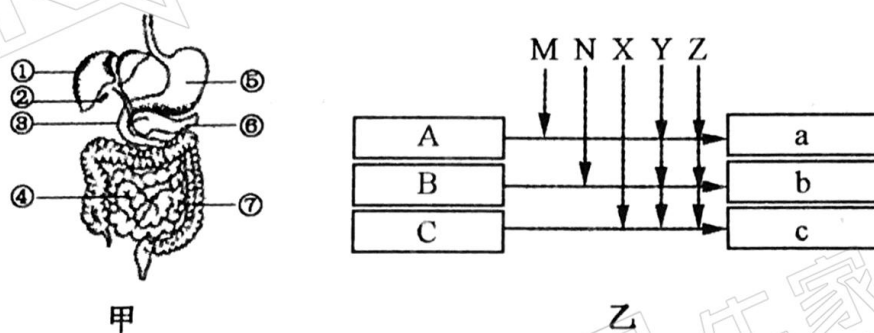 M N X Y Z
① ⑤
② 
③ ⑥
④ ⑦
A a
B b
C c
甲 乙